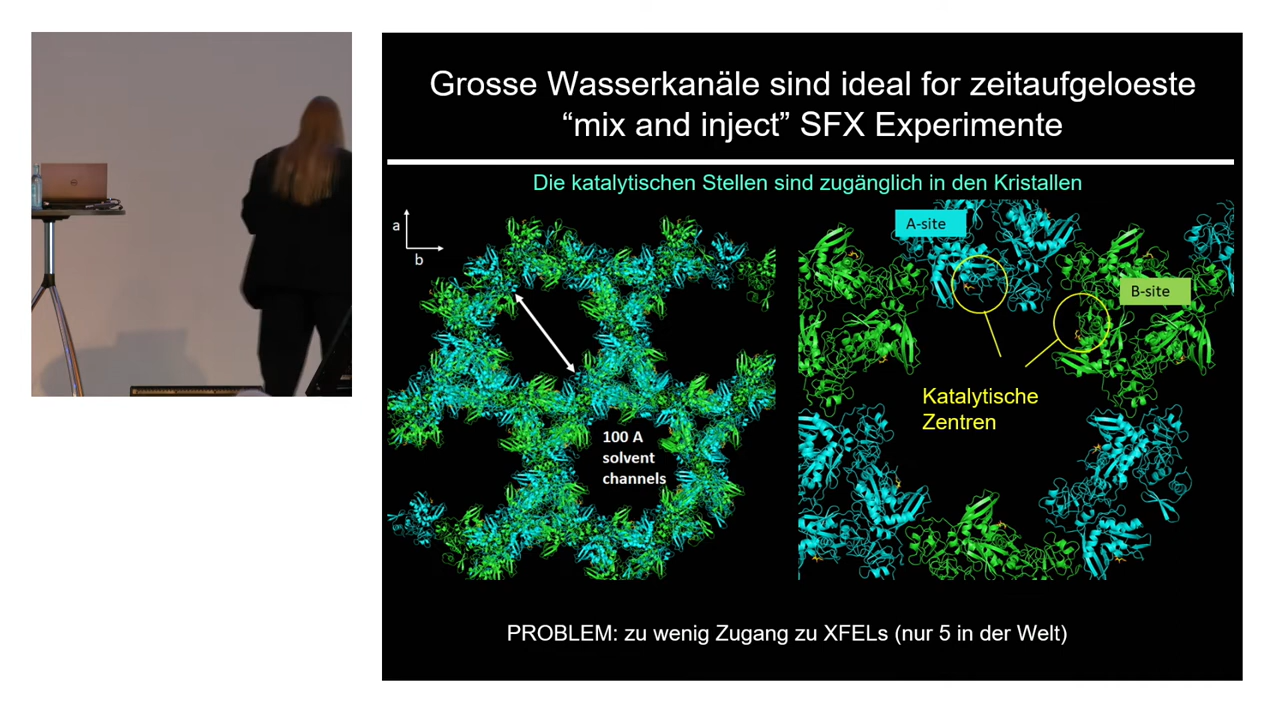 Grosse Wasserkanäle sind ideal for zeitaufgeloeste
“mix and inject” SFX Experimente
Die katalytischen Stellen sind zugänglich in den Kristallen
a
b
100 A
solvent
channels
A-site
B-site
Katalytische
Zentren
PROBLEM: zu wenig Zugang zu XFELs (nur 5 in der Welt)